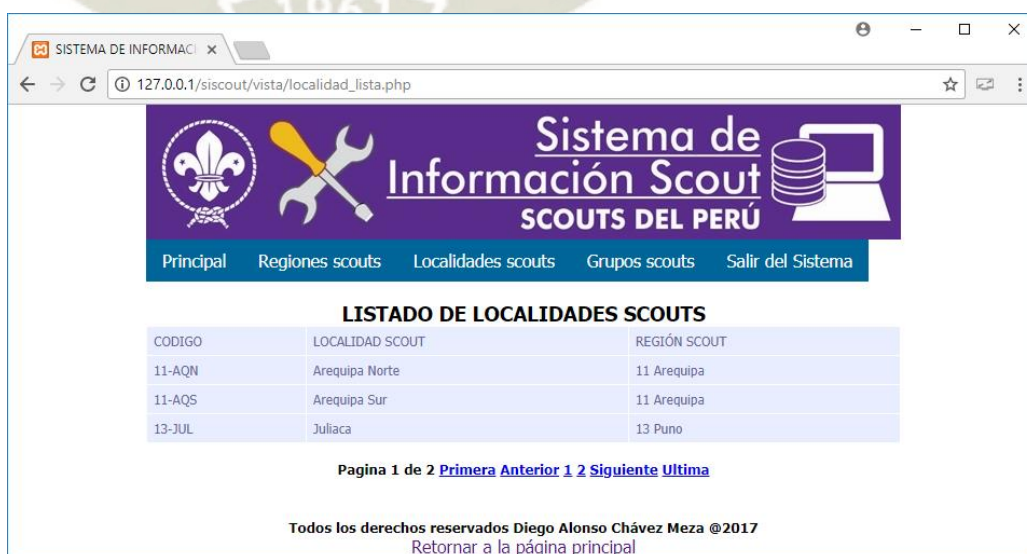 1961
SISTEMA DE INFORMACI
127.0.0.1/siscout/vista/localidad_lista.php
Sistema de
Información Scout
SCOUTS DEL PERÚ
Principal Regiones scouts Localidades scouts Grupos scouts Salir del Sistema
LISTADO DE LOCALIDADES SCOUTS
CODIGO LOCALIDAD SCOUT REGIÓN SCOUT
11-AQN Arequipa Norte 11 Arequipa
11-AQS Arequipa Sur 11 Arequipa
13-JUL Juliaca 13 Puno
Pagina 1 de 2 Primera Anterior 1 2 Siguiente Ultima
Todos los derechos reservados Diego Alonso Chávez Meza @2017
Retornar a la página principal